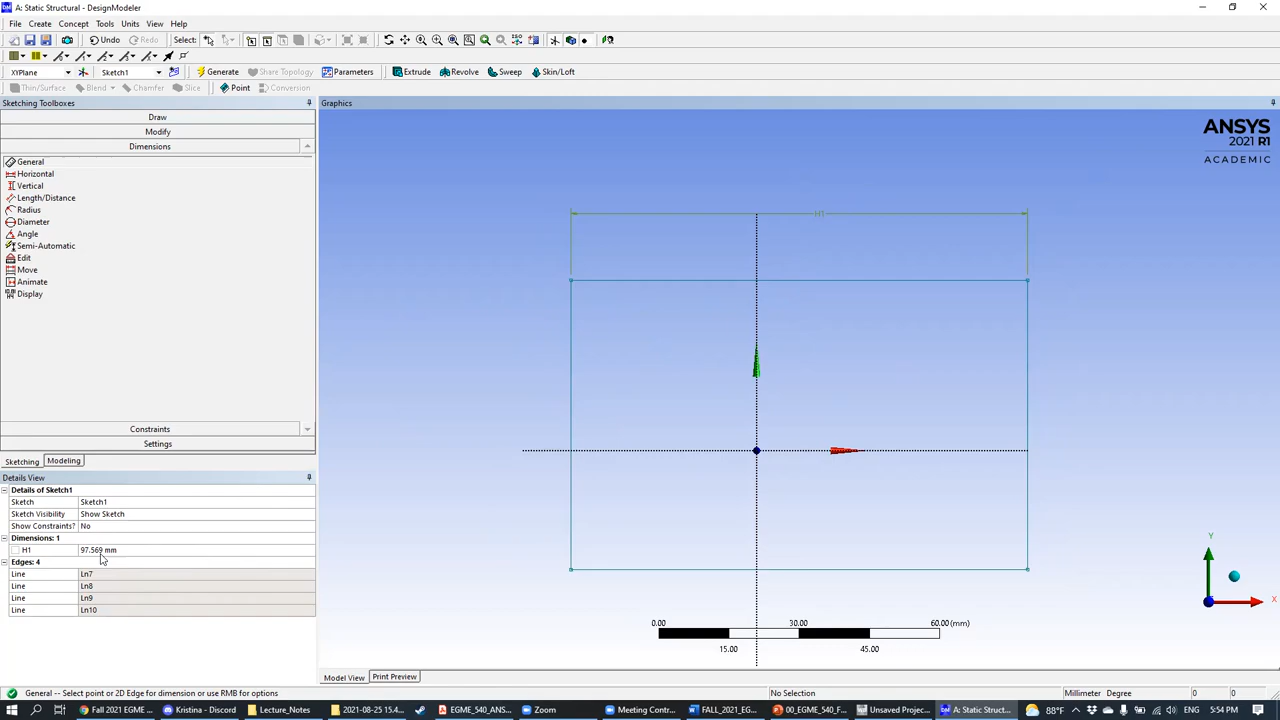 A: Static Structural - DesignModeler
File Create Concept Tools Units View Help
Undo Redo Select:
XYPlane Sketch1 Generate Share Topology Parameters Extrude Revolve Sweep Skin/Loft
Thin/Surface Blend Chamfer Slice Point Conversion
Sketching Toolboxes
Draw
Modify
Dimensions
General
Horizontal
Vertical
Length/Distance
Radius
Diameter
Angle
Semi-Automatic
Edit
Move
Animate
Display
Constraints
Settings
Sketching Modeling
Details View
Details of Sketch1
Sketch Sketch1
Sketch Visibility Show Sketch
Show Constraints? No
Dimensions: 1
H1 97.569 mm
Edges: 4
Line Ln7
Line Ln8
Line Ln9
Line Ln10
Graphics
ANSYS
2021 R1
ACADEMIC
H1
Y
X
0.00 30.00 60.00 (mm)
15.00 45.00
Model View Print Preview
General -- Select point or 2D Edge for dimension or use RMB for options No Selection Millimeter Degree 0 0
Fall 2021 EGME ... Kristina - Discord Lecture_Notes 2021-08-25 15.4... EGME_540_ANS... Zoom Meeting Contr... FALL_2021_EG... 00_EGME_540_F... Unsaved Projec... A: Static Struct... 88°F 5:54 PM